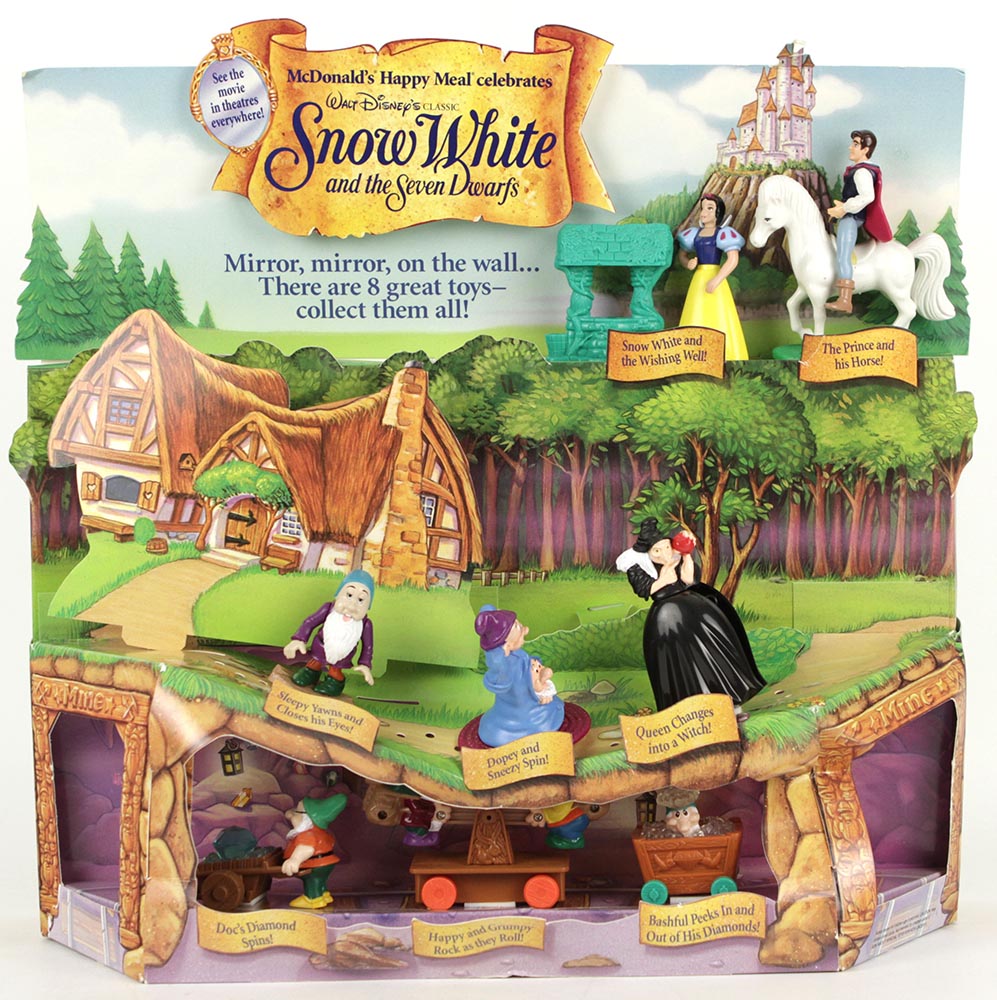 See the
movie
in theatres
everywhere!
McDonald's Happy Meal celebrates
Walt Disney's CLASSIC
Snow White
and the Seven Dwarfs
Mirror, mirror, on the wall...
There are 8 great toys–
collect them all!
Snow White and
the Wishing Well!
The Prince and
his Horse!
Sleepy Yawns and
Closes his Eyes!
Dopey and
Sneezy Spin!
Queen Changes
into a Witch!
MINE
MINE
Doc's Diamond
Spins!
Happy and Grumpy
Rock as they Roll!
Bashful Peeks In and
Out of His Diamonds!